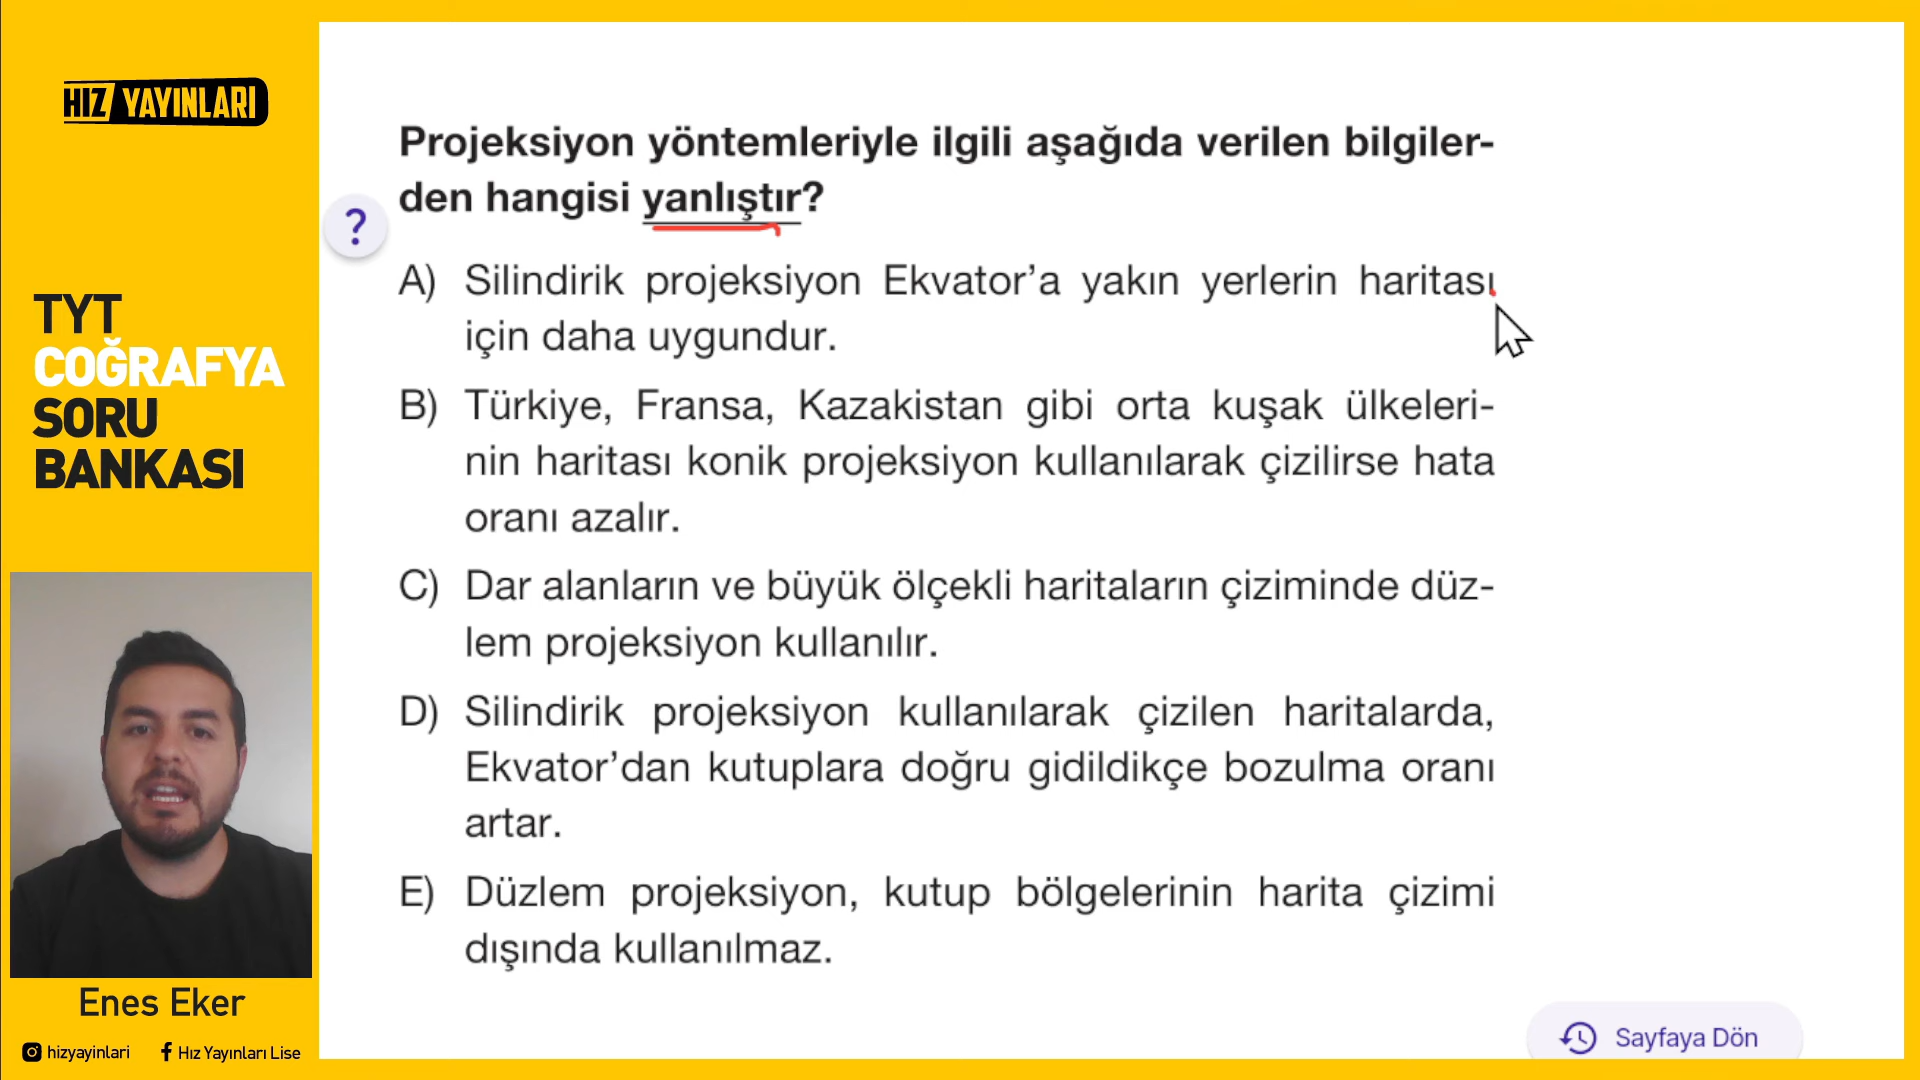 HIZ YAYINLARI
TYT
COĞRAFYA
SORU
BANKASI
Enes Eker
hizyayinlari
Hız Yayınları Lise
Projeksiyon yöntemleriyle ilgili aşağıda verilen bilgiler-
den hangisi yanlıştır?
?
A) Silindirik projeksiyon Ekvator’a yakın yerlerin haritası
için daha uygundur.
B) Türkiye, Fransa, Kazakistan gibi orta kuşak ülkeleri-
nin haritası konik projeksiyon kullanılarak çizilirse hata
oranı azalır.
C) Dar alanların ve büyük ölçekli haritaların çiziminde düz-
lem projeksiyon kullanılır.
D) Silindirik projeksiyon kullanılarak çizilen haritalarda,
Ekvator’dan kutuplara doğru gidildikçe bozulma oranı
artar.
E) Düzlem projeksiyon, kutup bölgelerinin harita çizimi
dışında kullanılmaz.
Sayfaya Dön